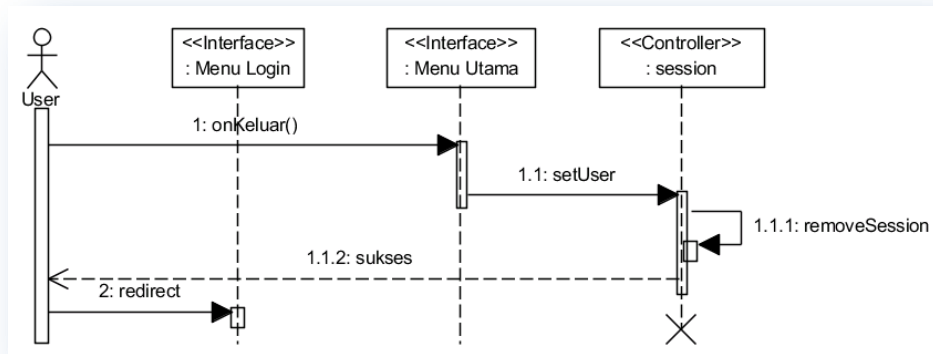 <<Interface>>
: Menu Login
<<Interface>>
: Menu Utama
<<Controller>>
: session
User
1: onKeluar()
1.1: setUser
1.1.1: removeSession
1.1.2: sukses
2: redirect